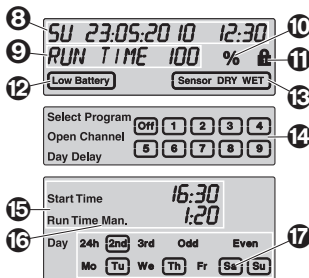 8 SU 23:05:20 10 12:30 10
9 RUN TIME 100 % 11
12 Low Battery Sensor DRY WET 13
Select Program Off 1 2 3 4 14
Open Channel
Day Delay 5 6 7 8 9
15 Start Time 16:30
16 Run Time Man. 1:20
Day 24h 2nd 3rd Odd Even 17
Mo Tu We Th Fr Sa Su